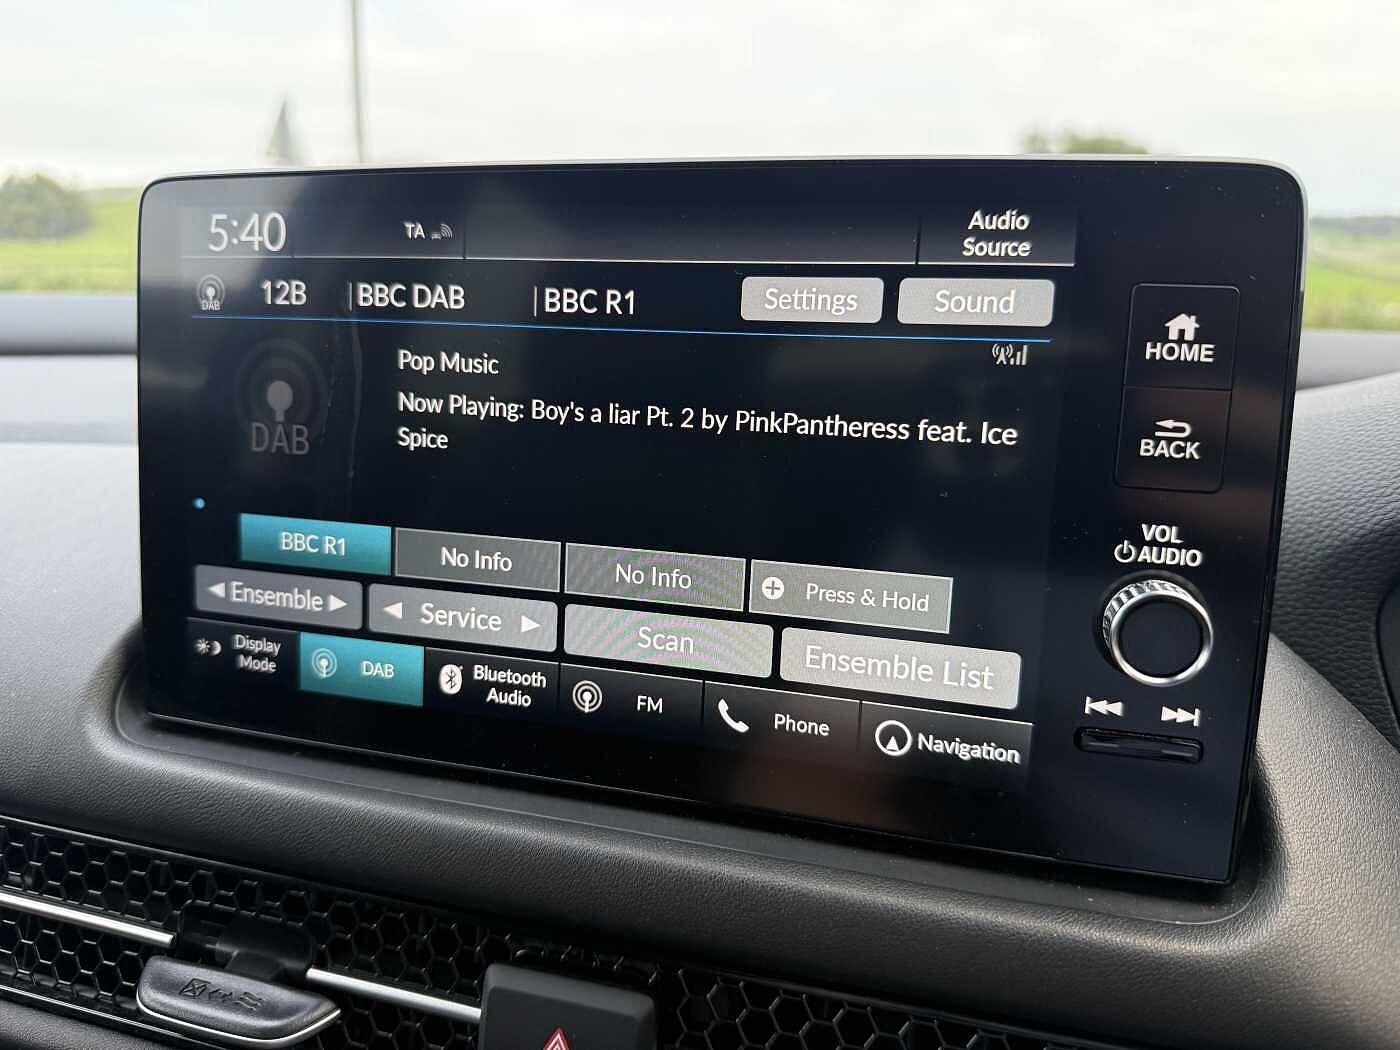 5:40
TA
Audio
Source
DAB
12B
BBC DAB
BBC R1
Settings
Sound
HOME
Pop Music
DAB
Now Playing: Boy's a liar Pt. 2 by PinkPantheress feat. Ice
Spice
BACK
VOL
AUDIO
BBC R1
No Info
No Info
Press & Hold
Ensemble
Service
Scan
Ensemble List
Display
Mode
DAB
Bluetooth
Audio
FM
Phone
Navigation